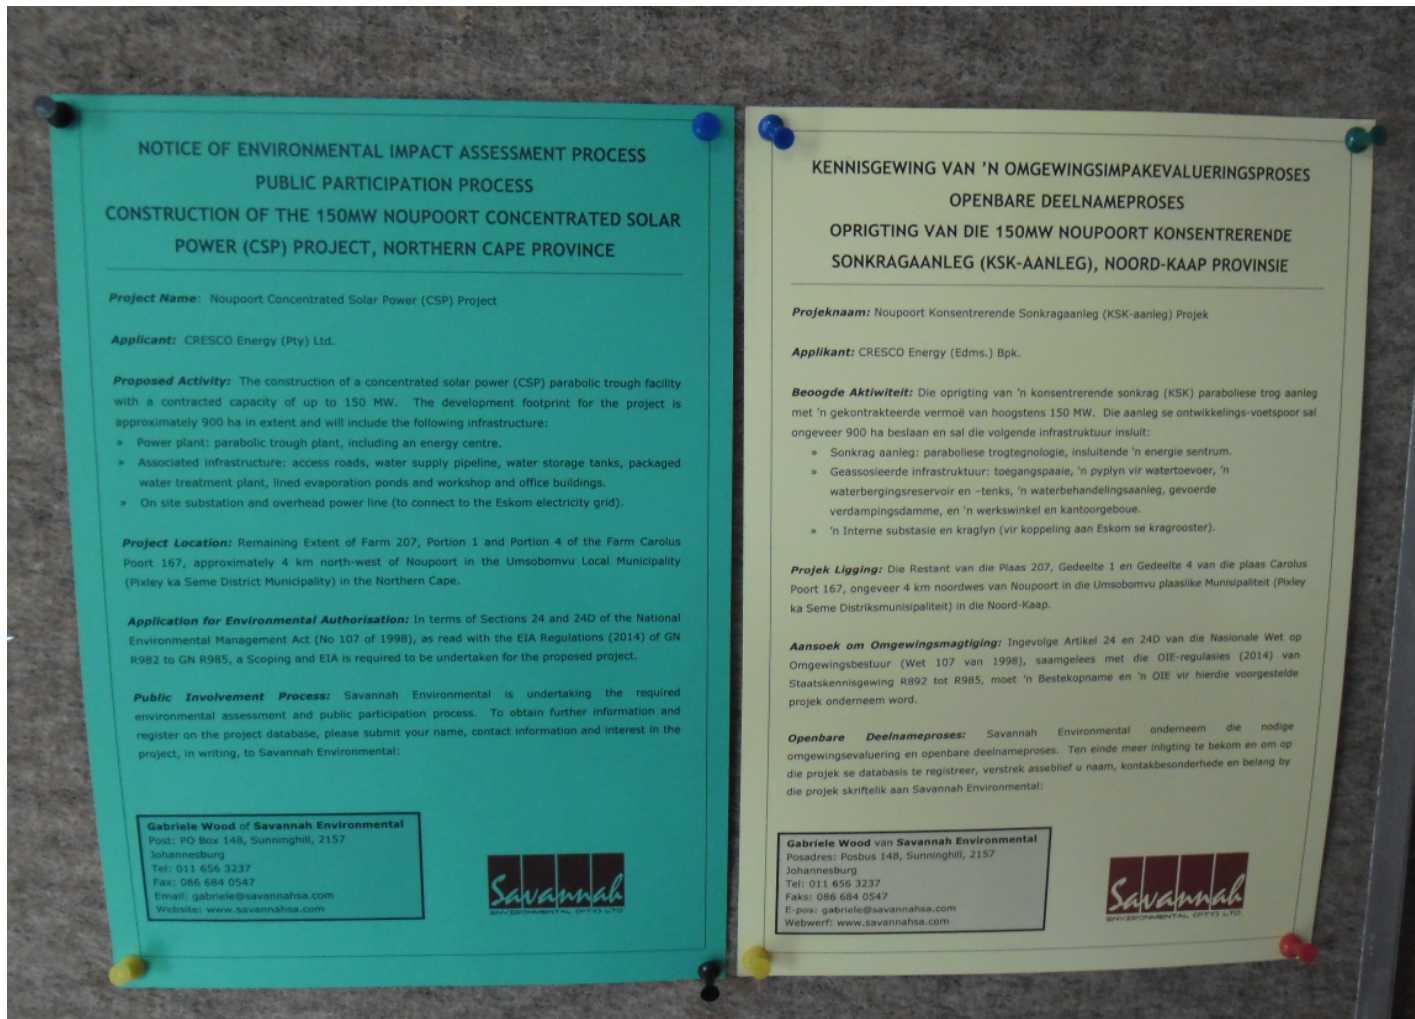 NOTICE OF ENVIRONMENTAL IMPACT ASSESSMENT PROCESS
PUBLIC PARTICIPATION PROCESS
CONSTRUCTION OF THE 150MW NOUPOORT CONCENTRATED SOLAR
POWER (CSP) PROJECT, NORTHERN CAPE PROVINCE
Project Name: Noupoort Concentrated Solar Power (CSP) Project
Applicant: CRESCO Energy (Pty) Ltd.
Proposed Activity: The construction of a concentrated solar power (CSP) parabolic trough facility
with a contracted capacity of up to 150 MW. The development footprint for the project is
approximately 900 ha in extent and will include the following infrastructure:
» Power plant: parabolic trough plant, including an energy centre.
» Associated infrastructure: access roads, water supply pipeline, water storage tanks, packaged
water treatment plant, lined evaporation ponds and workshop and office buildings.
» On site substation and overhead power line (to connect to the Eskom electricity grid).
Project Location: Remaining Extent of Farm 207, Portion 1 and Portion 4 of the Farm Carolus
Poort 167, approximately 4 km north-west of Noupoort in the Umsobomvu Local Municipality
(Pixley ka Seme District Municipality) in the Northern Cape.
Application for Environmental Authorisation: In terms of Sections 24 and 24D of the National
Environmental Management Act (No 107 of 1998), as read with the EIA Regulations (2014) of GN
R982 to GN R985, a Scoping and EIA is required to be undertaken for the proposed project.
Public Involvement Process: Savannah Environmental is undertaking the required
environmental assessment and public participation process. To obtain further information and
register on the project database, please submit your name, contact information and interest in the
project, in writing, to Savannah Environmental:
Gabriele Wood of Savannah Environmental
Post: PO Box 148, Sunninghill, 2157
Johannesburg
Tel: 011 656 3237
Fax: 086 684 0547
Email: gabriele@savannahsa.com
Website: www.savannahsa.com
Savannah
ENVIRONMENTAL (PTY) LTD
KENNISGEWING VAN 'N OMGEWINGSIMPAKEVALUERINGSPROSES
OPENBARE DEELNAMEPROSES
OPRIGTING VAN DIE 150MW NOUPOORT KONSENTRERENDE
SONKRAGAANLEG (KSK-AANLEG), NOORD-KAAP PROVINSIE
Projeknaam: Noupoort Konsentrerende Sonkragaanleg (KSK-aanleg) Projek
Applikant: CRESCO Energy (Edms.) Bpk.
Beoogde Aktiwiteit: Die oprigting van 'n konsentrerende sonkrag (KSK) paraboliese trog aanleg
met 'n gekontrakteerde vermoë van hoogstens 150 MW. Die aanleg se ontwikkelings-voetspoor sal
ongeveer 900 ha beslaan en sal die volgende infrastruktuur insluit:
» Sonkrag aanleg: paraboliese trogtegnologie, insluitende 'n energie sentrum.
» Geassosieerde infrastruktuur: toegangspaaie, 'n pyplyn vir watertoevoer, 'n
waterbergingsreservoir en –tenks, 'n waterbehandelingsaanleg, gevoerde
verdampingsdamme, en 'n werkswinkel en kantoorgeboue.
» 'n Interne substasie en kraglyn (vir koppeling aan Eskom se kragrooster).
Projek Ligging: Die Restant van die Plaas 207, Gedeelte 1 en Gedeelte 4 van die plaas Carolus
Poort 167, ongeveer 4 km noordwes van Noupoort in die Umsobomvu plaaslike Munisipaliteit (Pixley
ka Seme Distriksmunisipaliteit) in die Noord-Kaap.
Aansoek om Omgewingsmagtiging: Ingevolge Artikel 24 en 24D van die Nasionale Wet op
Omgewingsbestuur (Wet 107 van 1998), saamgelees met die OIE-regulasies (2014) van
Staatskennisgewing R892 tot R985, moet 'n Bestekopname en 'n OIE vir hierdie voorgestelde
projek onderneem word.
Openbare Deelnameproses: Savannah Environmental onderneem die nodige
omgewingsevaluering en openbare deelnameproses. Ten einde meer inligting te bekom en om op
die projek se databasis te registreer, verstrek asseblief u naam, kontakbesonderhede en belang by
die projek skriftelik aan Savannah Environmental:
Gabriele Wood van Savannah Environmental
Posadres: Posbus 148, Sunninghill, 2157
Johannesburg
Tel: 011 656 3237
Faks: 086 684 0547
E-pos: gabriele@savannahsa.com
Webwerf: www.savannahsa.com
Savannah
ENVIRONMENTAL (PTY) LTD